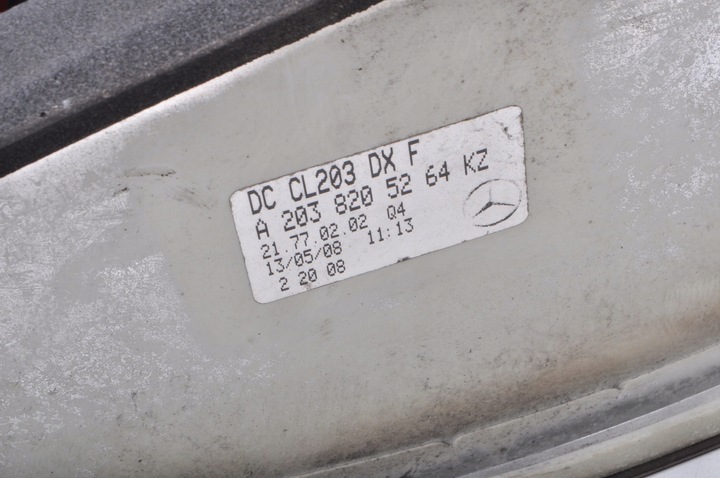 DC CL203 DX F
A 203 820 52 64 KZ
21.77.02.02 Q4
13/05/08 11:13
2 20 08